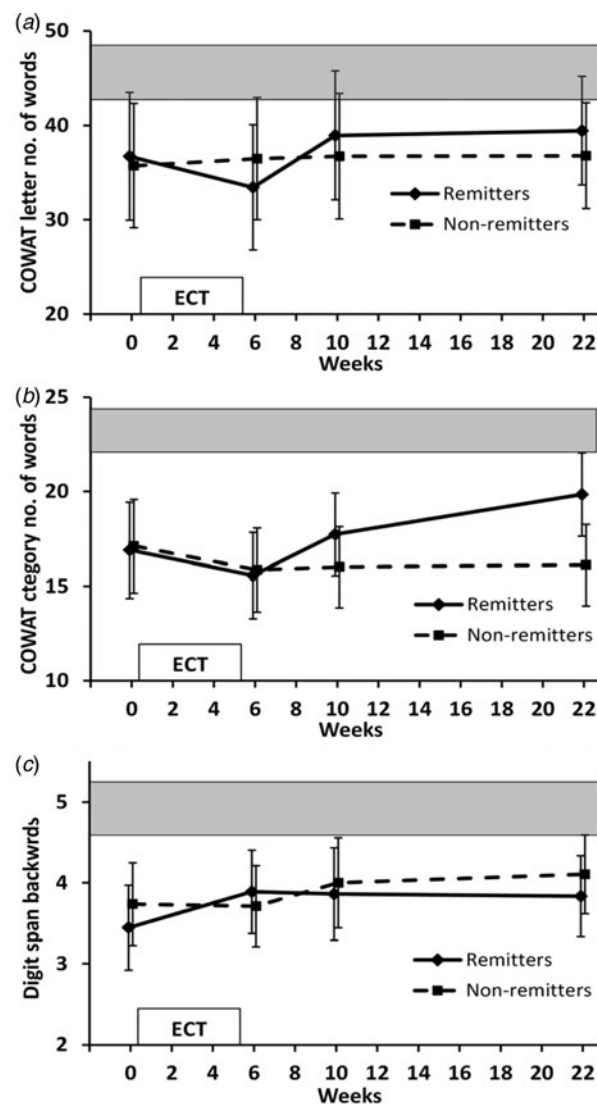 (a)
50
40
30
20
COWAT letter no. of words
Remitters
Non-remitters
ECT
0 2 4 6 8 10 12 14 16 18 20 22
Weeks
(b)
25
20
15
10
COWAT ctegory no. of words
Remitters
Non-remitters
ECT
0 2 4 6 8 10 12 14 16 18 20 22
Weeks
(c)
5
4
3
2
Digit span backwrds
Remitters
Non-remitters
ECT
0 2 4 6 8 10 12 14 16 18 20 22
Weeks